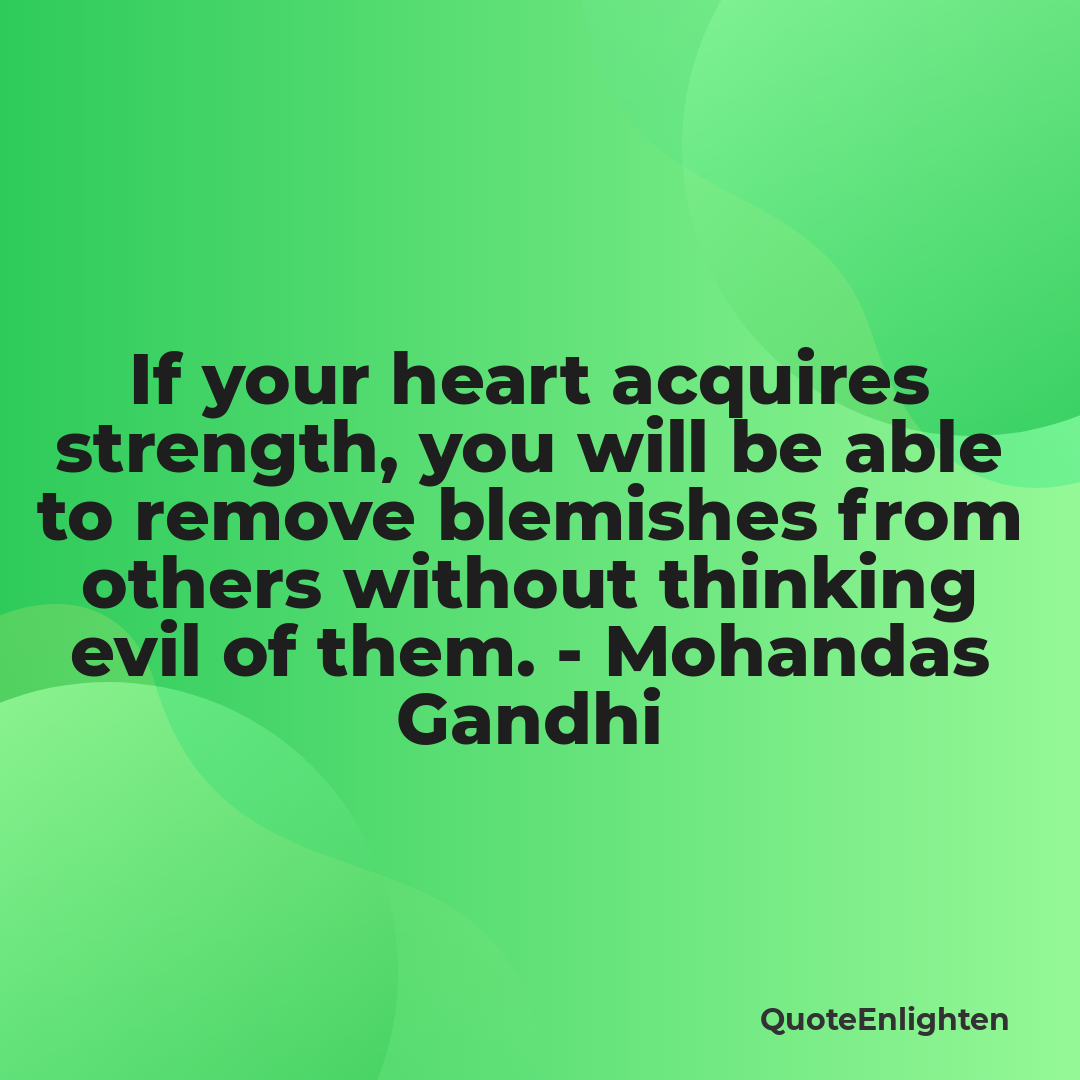 If your heart acquires
strength, you will be able
to remove blemishes from
others without thinking
evil of them. - Mohandas
Gandhi
QuoteEnlighten